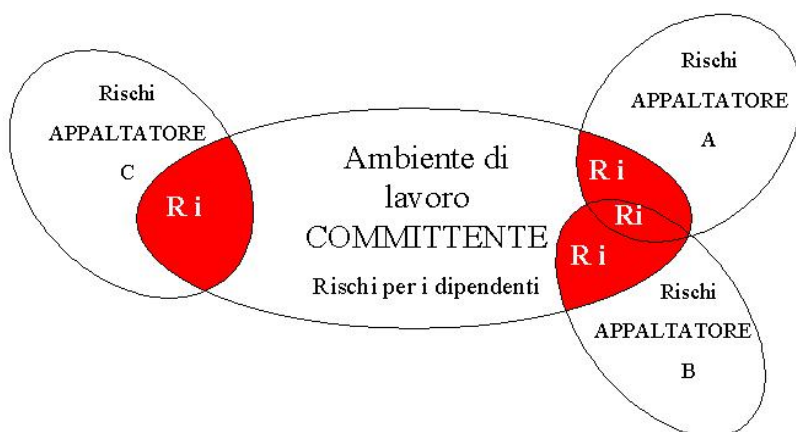 Rischi
APPALTATORE
C
R i
Ambiente di
lavoro
COMMITTENTE
Rischi per i dipendenti
Rischi
APPALTATORE
A
R i
Ri
R i
Rischi
APPALTATORE
B